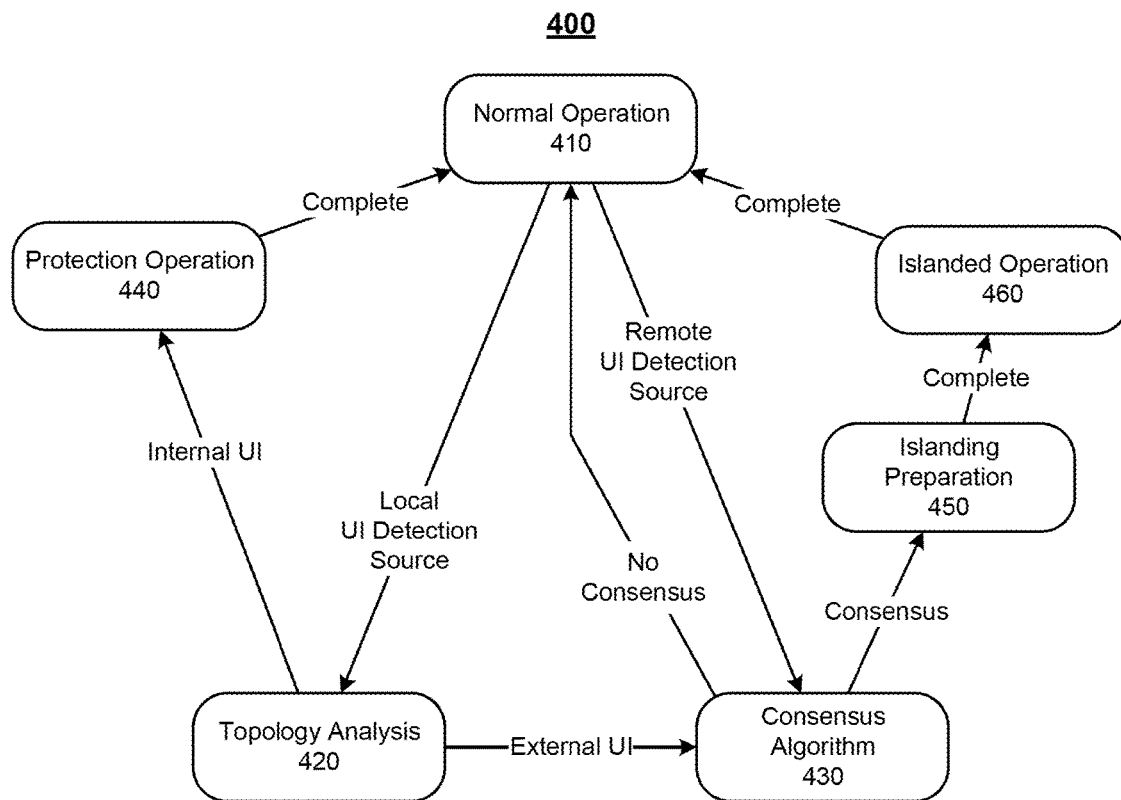 400
Normal Operation
410
Complete
Complete
Protection Operation
440
Islanded Operation
460
Remote
UI Detection
Source
Complete
Internal UI
Islanding
Preparation
450
Local
UI Detection
Source
No
Consensus
Consensus
Topology Analysis
420
External UI
Consensus
Algorithm
430